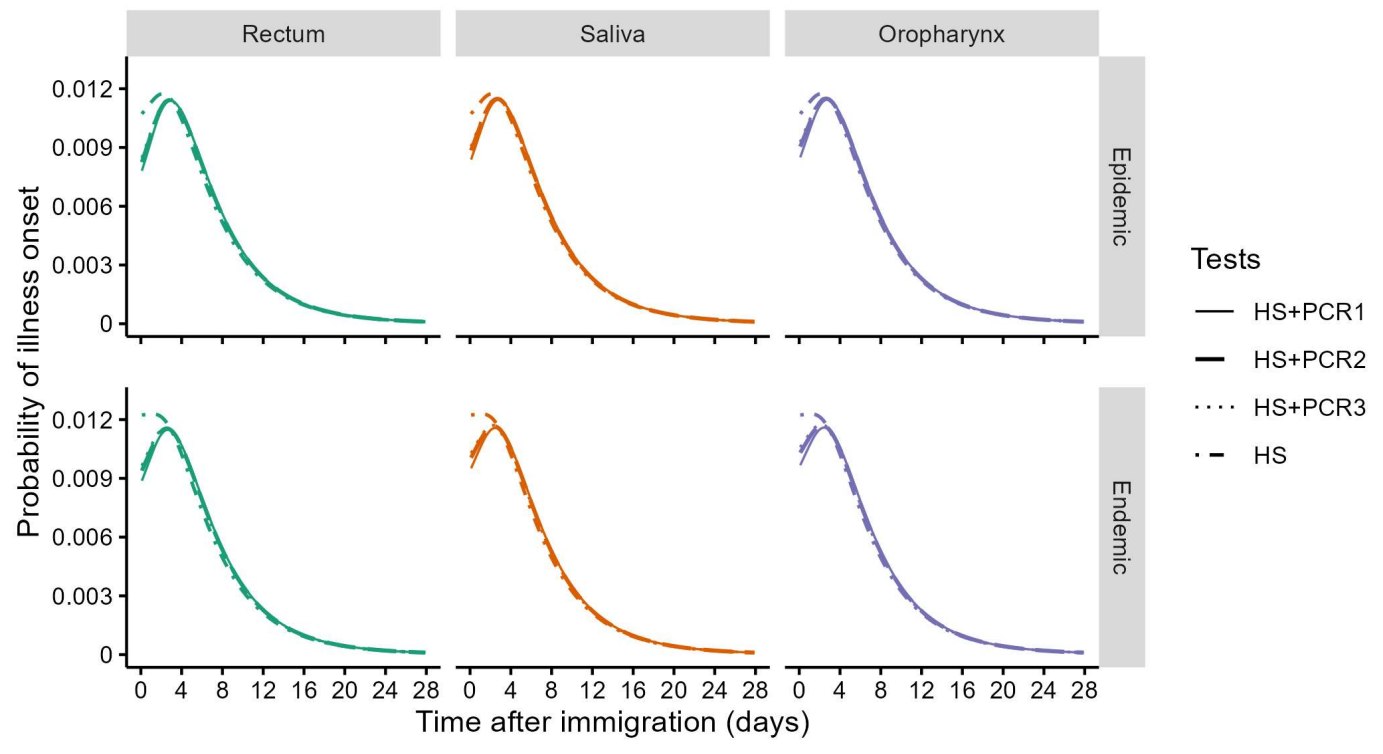 Rectum Saliva Oropharynx
Probability of illness onset
0.012
0.009
0.006
0.003
0
Epidemic
0.012
0.009
0.006
0.003
0
Endemic
0 4 8 12 16 20 24 28 0 4 8 12 16 20 24 28 0 4 8 12 16 20 24 28
Time after immigration (days)
Tests
HS+PCR1
HS+PCR2
HS+PCR3
HS